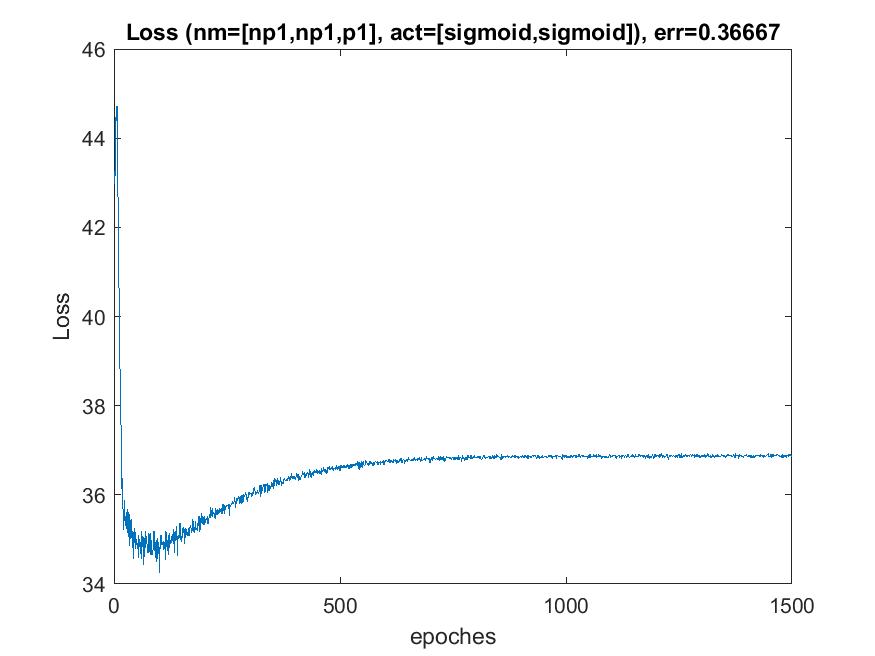 Loss (nm=[np1,np1,p1], act=[sigmoid,sigmoid]), err=0.36667
46
44
42
40
38
36
34
Loss
0 500 1000 1500
epoches